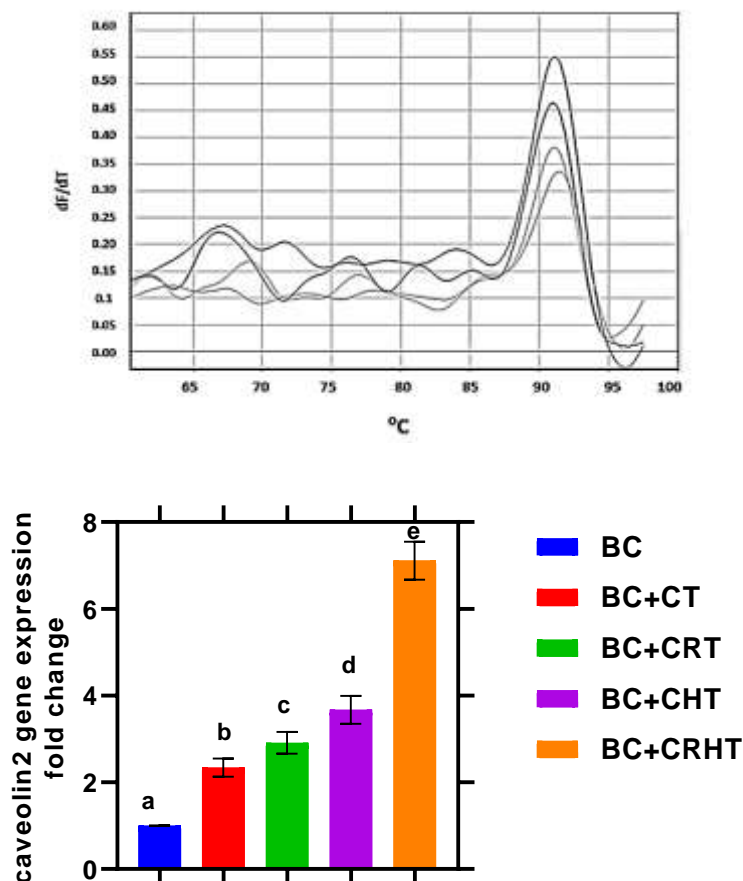 0.60
0.55
0.50
0.45
0.40
0.35
0.30
0.25
0.20
0.15
0.1
0.05
0.00
dF/dT
65 70 75 80 85 90 95 100
°C
caveolin2 gene expression
fold change
8
6
4
2
0
a
b
c
d
e
BC
BC+CT
BC+CRT
BC+CHT
BC+CRHT